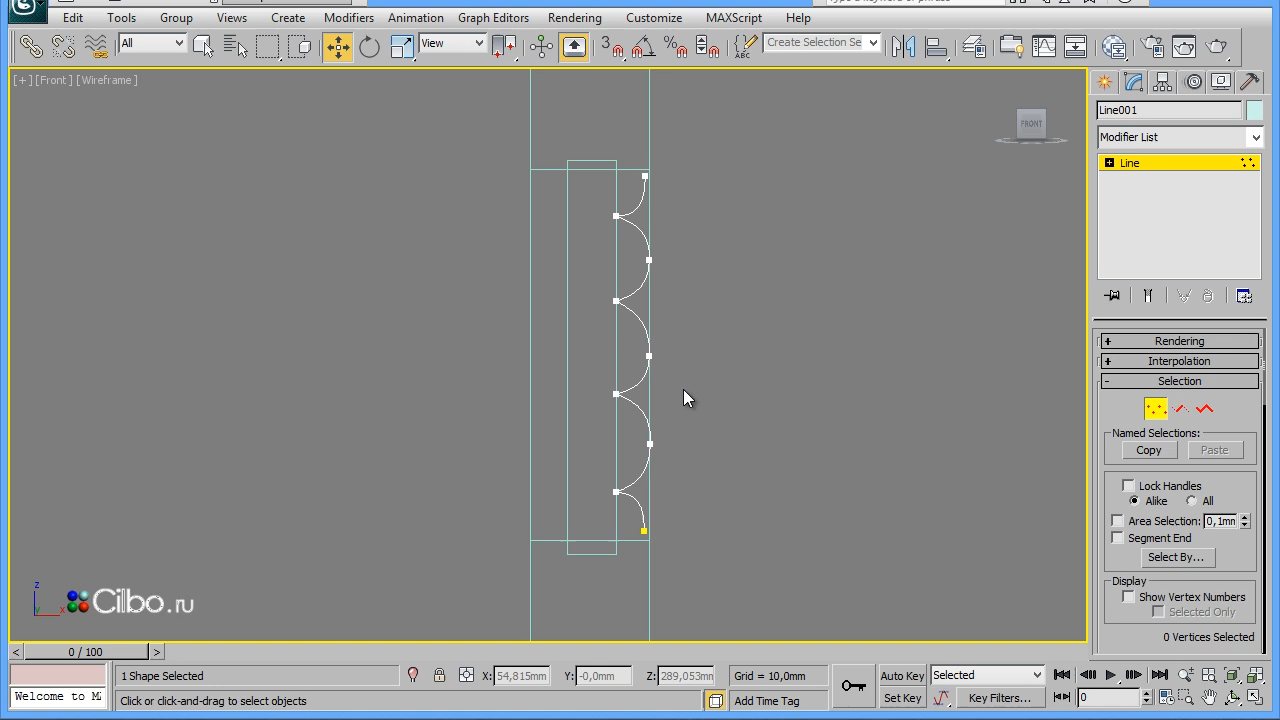 Edit Tools Group Views Create Modifiers Animation Graph Editors Rendering Customize MAXScript Help
All View Create Selection Se
[+][Front][Wireframe]
FRONT
Line001
Modifier List
Line
Rendering
Interpolation
Selection
Named Selections:
Copy Paste
Lock Handles
Alike All
Area Selection: 0,1mm
Segment End
Select By...
Display
Show Vertex Numbers
Selected Only
0 Vertices Selected
z
y x
Cilbo.ru
< 0 / 100 >
1 Shape Selected X: 54,815mm Y: -0,0mm Z: 289,053mm Grid = 10,0mm Auto Key Selected
Welcome to M Click or click-and-drag to select objects Add Time Tag Set Key Key Filters... 0